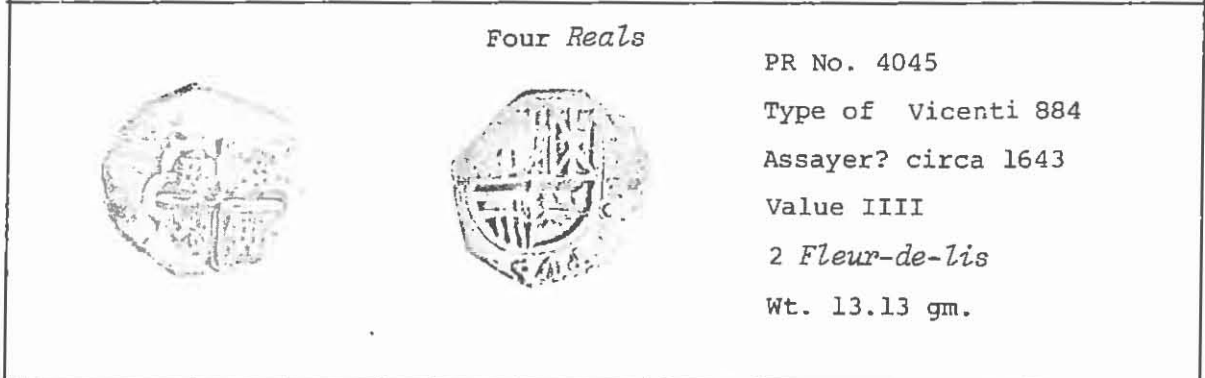 Four Reals
PR No. 4045
Type of Vicenti 884
Assayer? circa 1643
Value IIII
2 Fleur-de-lis
Wt. 13.13 gm.